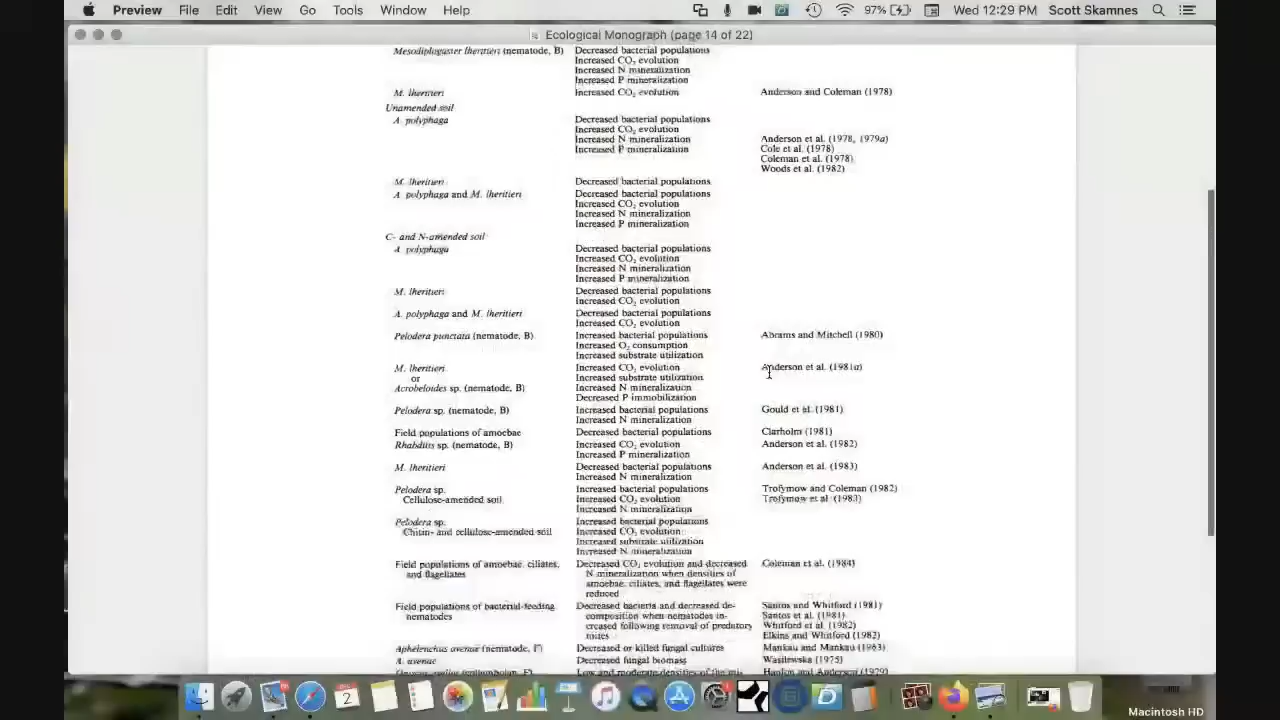 Preview File Edit View Go Tools Window Help 97% Wed 12:29 PM Scott Skamnes
Ecological Monograph (page 14 of 22)
Mesodiplogaster lheritieri (nematode, B) Decreased bacterial populations
Increased CO2 evolution
Increased N mineralization
Increased P mineralization
M. lheritieri Increased CO2 evolution Anderson and Coleman (1978)
Unamended soil
A. polyphaga Decreased bacterial populations
Increased CO2 evolution
Increased N mineralization Anderson et al. (1978, 1979a)
Increased P mineralization Cole et al. (1978)
Coleman et al. (1978)
Woods et al. (1982)
M. lheritieri Decreased bacterial populations
A. polyphaga and M. lheritieri Decreased bacterial populations
Increased CO2 evolution
Increased N mineralization
Increased P mineralization
C- and N-amended soil
A. polyphaga Decreased bacterial populations
Increased CO2 evolution
Increased N mineralization
Increased P mineralization
M. lheritieri Decreased bacterial populations
Increased CO2 evolution
A. polyphaga and M. lheritieri Decreased bacterial populations
Increased CO2 evolution
Pelodera punctata (nematode, B) Increased bacterial populations Abrams and Mitchell (1980)
Increased O2 consumption
Increased substrate utilization
M. lheritieri Increased CO2 evolution Anderson et al. (1981a)
or Increased substrate utilization
Acrobeloides sp. (nematode, B) Increased N mineralization
Decreased P immobilization
Pelodera sp. (nematode, B) Increased bacterial populations Gould et al. (1981)
Increased N mineralization
Field populations of amoebae Decreased bacterial populations Clarholm (1981)
Rhabditis sp. (nematode, B) Increased CO2 evolution Anderson et al. (1982)
Increased P mineralization
M. lheritieri Decreased bacterial populations Anderson et al. (1983)
Increased N mineralization
Pelodera sp. Increased bacterial populations Trofymow and Coleman (1982)
Cellulose-amended soil Increased CO2 evolution Trofymow et al. (1983)
Increased N mineralization
Pelodera sp. Increased bacterial populations
Chitin- and cellulose-amended soil Increased CO2 evolution
Increased substrate utilization
Increased N mineralization
Field populations of amoebae, ciliates, Decreased CO2 evolution and decreased Coleman et al. (1984)
and flagellates N mineralization when densities of
amoebae, ciliates, and flagellates were
reduced
Field populations of bacterial-feeding Decreased bacteria and decreased de- Santos and Whitford (1981)
nematodes composition when nematodes in- Santos et al. (1981)
creased following removal of predatory Whitford et al. (1982)
mites Elkins and Whitford (1982)
Aphelenchus avenae (nematode, F) Decreased or killed fungal cultures Mankau and Mankau (1963)
A. avenae Decreased fungal biomass Wasilewska (1975)
Low and moderate densities of the Hanlon and Anderson (1979)
Macintosh HD